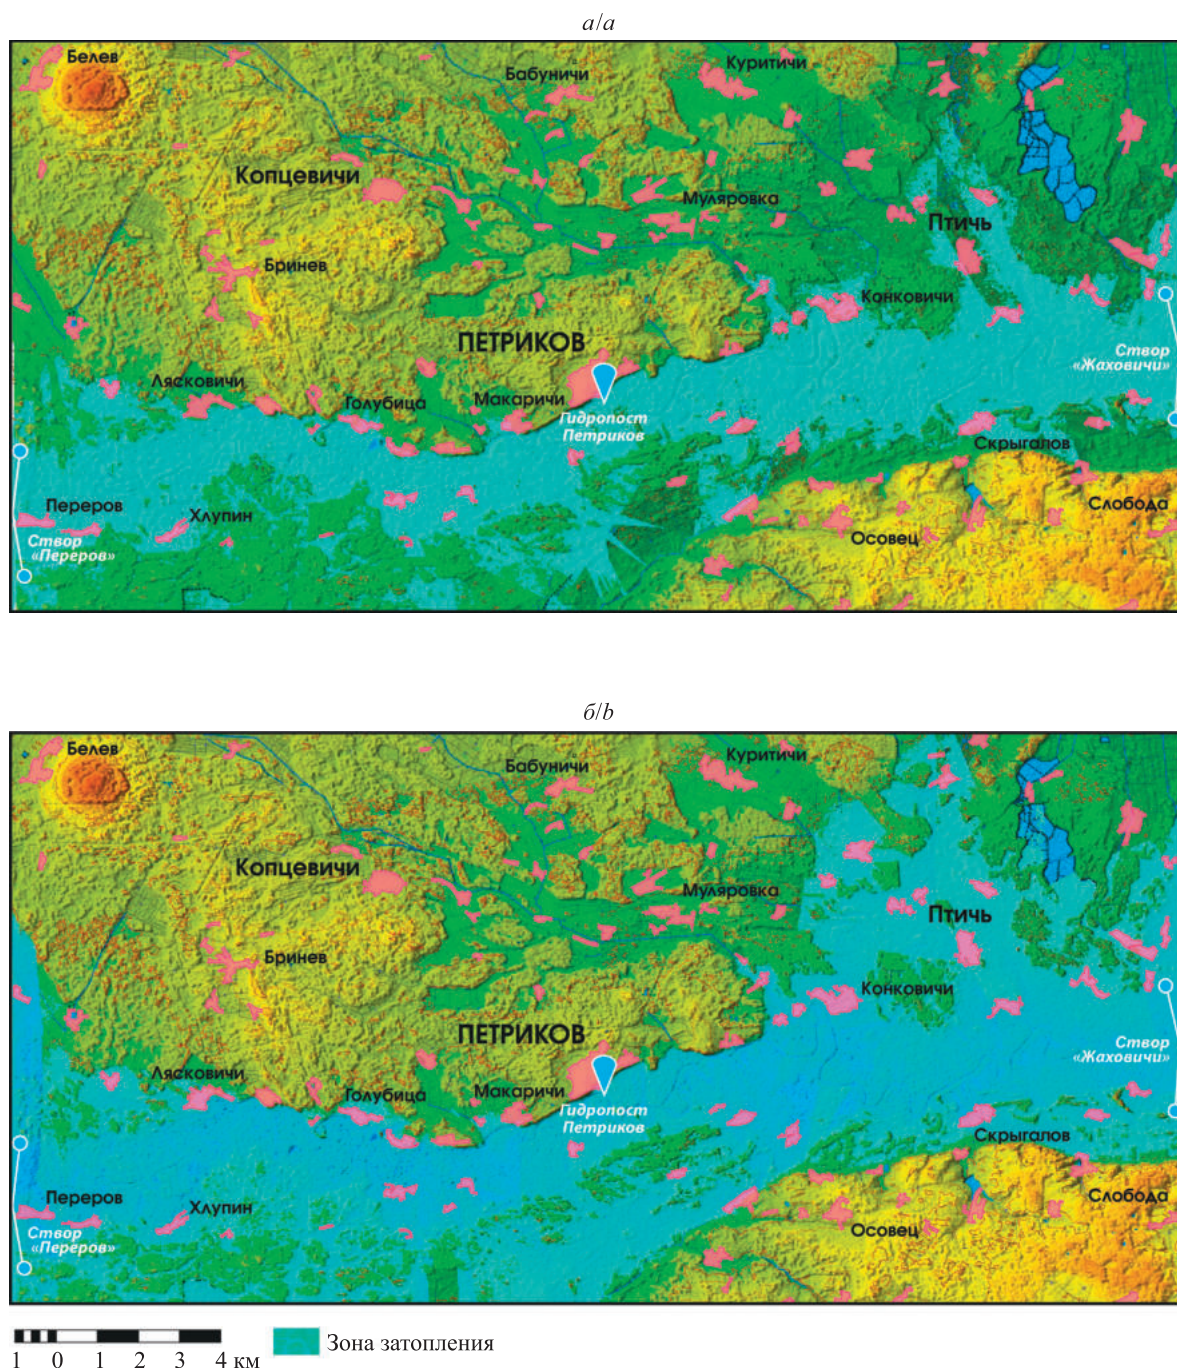 а/a
Белев
Бабуничи
Куритичи
Копцевичи
Муляровка
Птичь
Бринев
Конковичи
ПЕТРИКОВ
Створ
«Жаховичи»
Лясковичи
Голубица
Макаричи
Гидропост
Петриков
Скрыгалов
Переров
Хлупин
Слобода
Створ
«Переров»
Осовец
б/b
Белев
Бабуничи
Куритичи
Копцевичи
Муляровка
Птичь
Бринев
Конковичи
ПЕТРИКОВ
Створ
«Жаховичи»
Лясковичи
Голубица
Макаричи
Гидропост
Петриков
Скрыгалов
Переров
Хлупин
Слобода
Створ
«Переров»
Осовец
Зона затопления
1 0 1 2 3 4 км